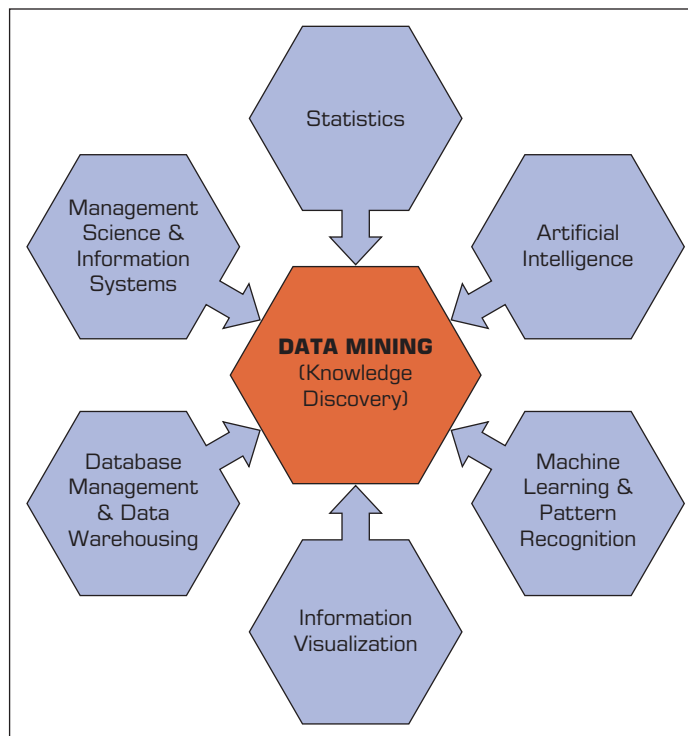 Statistics
Management
Science &
Information
Systems
Artificial
Intelligence
DATA MINING
(Knowledge
Discovery)
Database
Management
& Data
Warehousing
Machine
Learning &
Pattern
Recognition
Information
Visualization